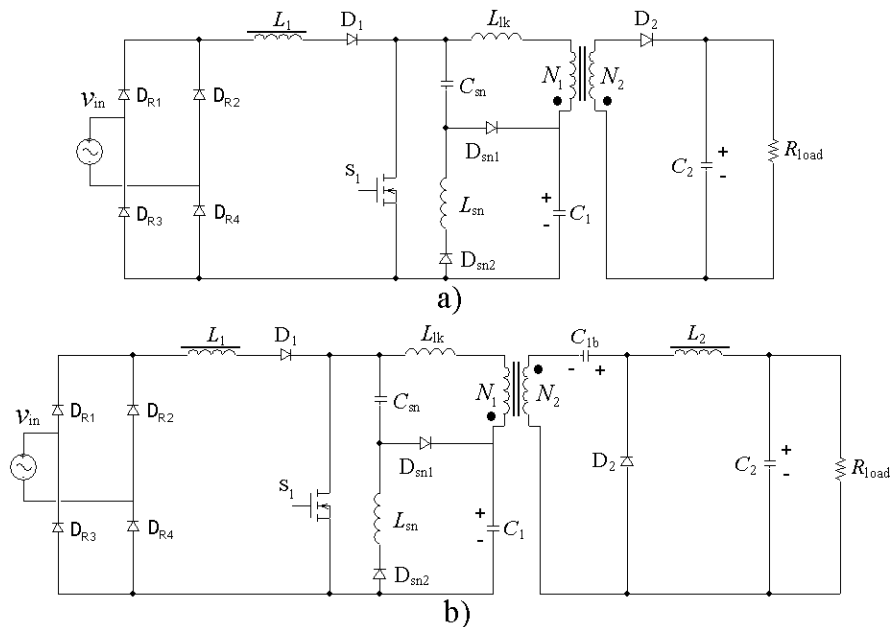 L1 D1 Llk D2
vin DR1 DR2 Csn N1 N2
Dsn1
S1 Lsn C1 C2 Rload
+ -
+ -
DR3 DR4
Dsn2
a)
L1 D1 Llk C1b L2
- +
vin DR1 DR2 Csn N1 N2
Dsn1 D2 C2 Rload
+ -
S1 Lsn C1
+ -
DR3 DR4
Dsn2
b)